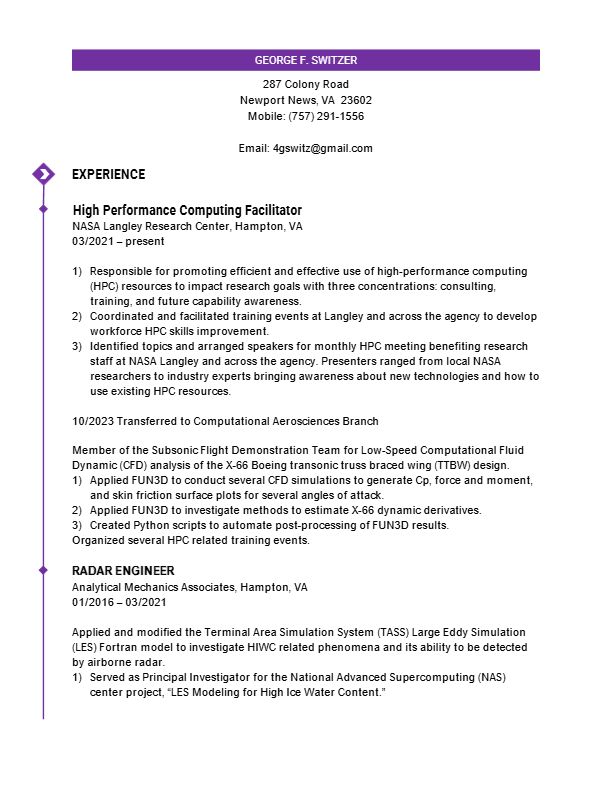 GEORGE F. SWITZER
287 Colony Road
Newport News, VA  23602
Mobile: (757) 291-1556
Email: 4gswitz@gmail.com
EXPERIENCE
High Performance Computing Facilitator
NASA Langley Research Center, Hampton, VA
03/2021 – present
1) Responsible for promoting efficient and effective use of high-performance computing
(HPC) resources to impact research goals with three concentrations: consulting,
training, and future capability awareness.
2) Coordinated and facilitated training events at Langley and across the agency to develop
workforce HPC skills improvement.
3) Identified topics and arranged speakers for monthly HPC meeting benefiting research
staff at NASA Langley and across the agency. Presenters ranged from local NASA
researchers to industry experts bringing awareness about new technologies and how to
use existing HPC resources.
10/2023 Transferred to Computational Aerosciences Branch
Member of the Subsonic Flight Demonstration Team for Low-Speed Computational Fluid
Dynamic (CFD) analysis of the X-66 Boeing transonic truss braced wing (TTBW) design.
1) Applied FUN3D to conduct several CFD simulations to generate Cp, force and moment,
and skin friction surface plots for several angles of attack.
2) Applied FUN3D to investigate methods to estimate X-66 dynamic derivatives.
3) Created Python scripts to automate post-processing of FUN3D results.
Organized several HPC related training events.
RADAR ENGINEER
Analytical Mechanics Associates, Hampton, VA
01/2016 – 03/2021
Applied and modified the Terminal Area Simulation System (TASS) Large Eddy Simulation
(LES) Fortran model to investigate HIWC related phenomena and its ability to be detected
by airborne radar.
1) Served as Principal Investigator for the National Advanced Supercomputing (NAS)
center project, “LES Modeling for High Ice Water Content.”